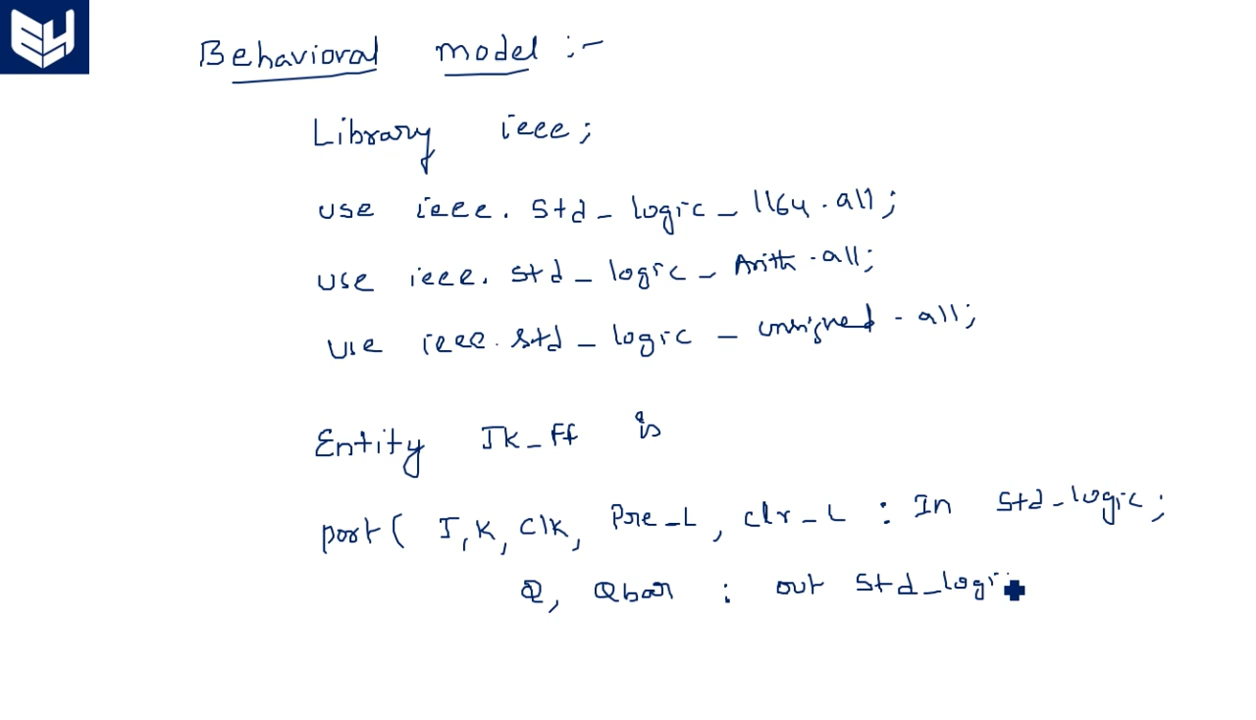 Behavioral model :-
Library ieee;
use ieee. std_logic_1164.all;
use ieee. std_logic_Arith.all;
use ieee.std_logic_unsigned.all;
Entity JK_ff is
port( J,K, clk, Pre_L, clr_L : In std_logic;
Q, Qbar : out std_logi